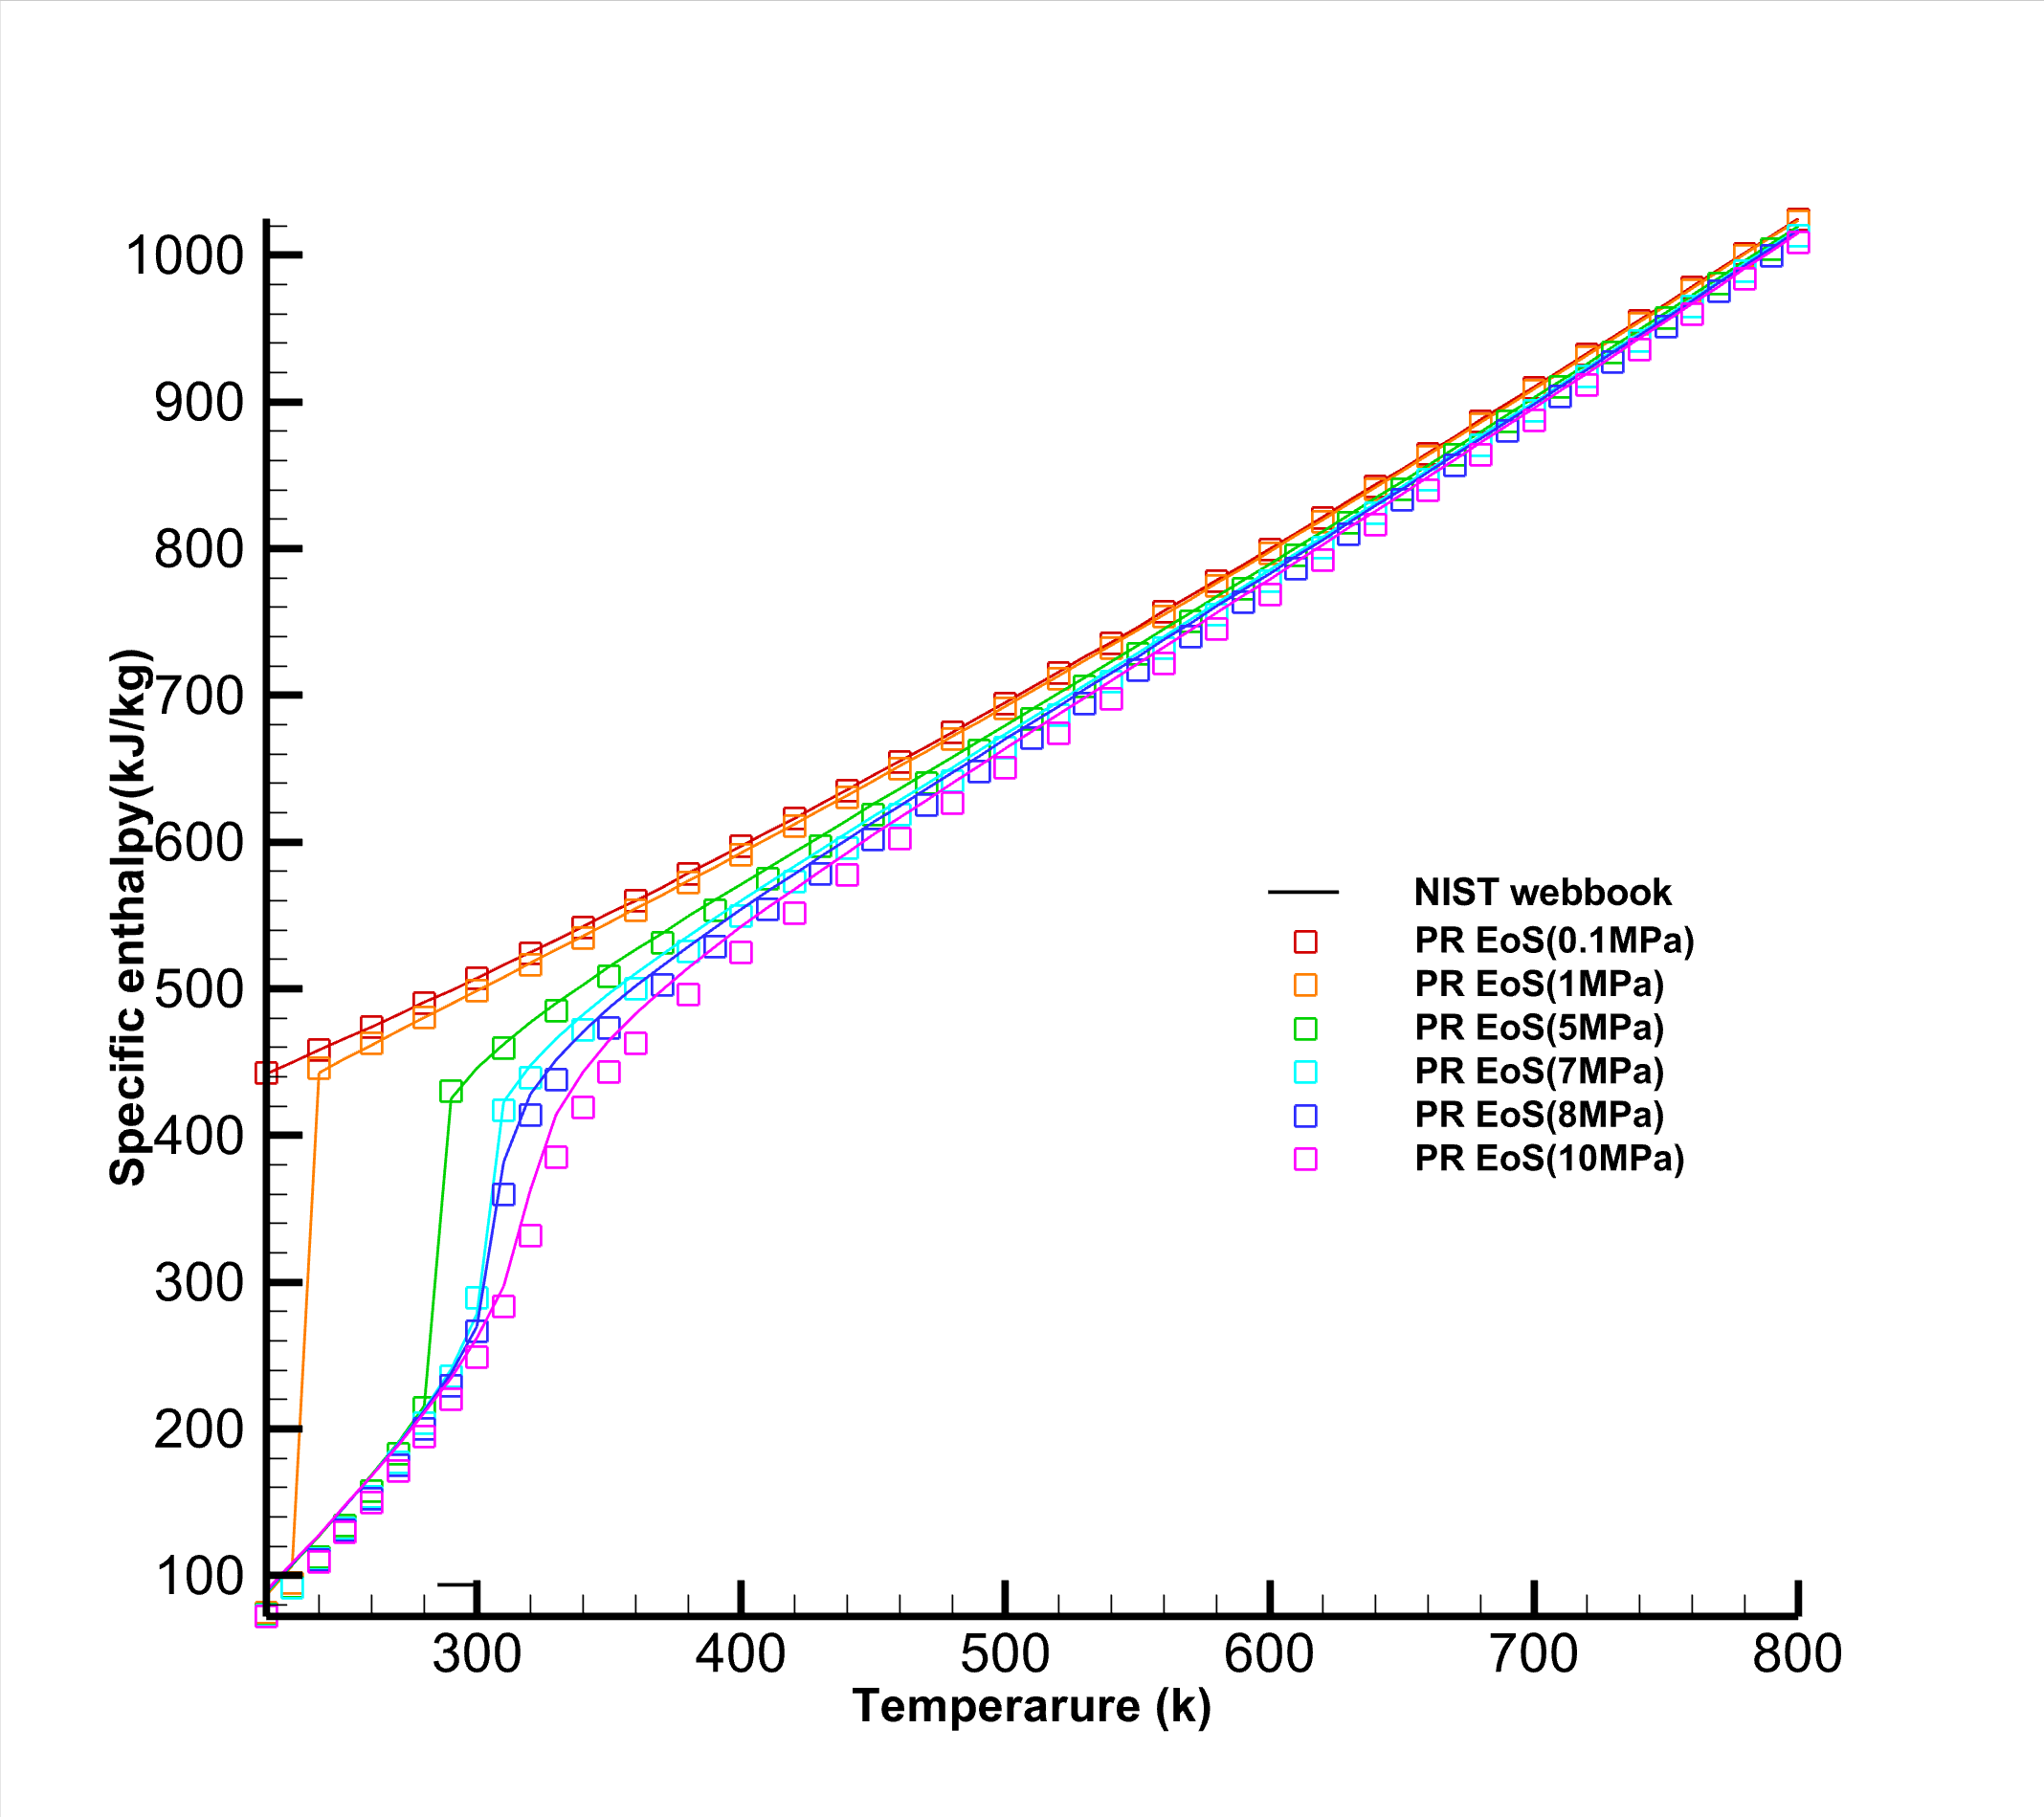 1000
900
800
700
600
500
400
300
200
100
Specific enthalpy(kJ/kg)
NIST webbook
PR EoS(0.1MPa)
PR EoS(1MPa)
PR EoS(5MPa)
PR EoS(7MPa)
PR EoS(8MPa)
PR EoS(10MPa)
300 400 500 600 700 800
Temperarure (k)